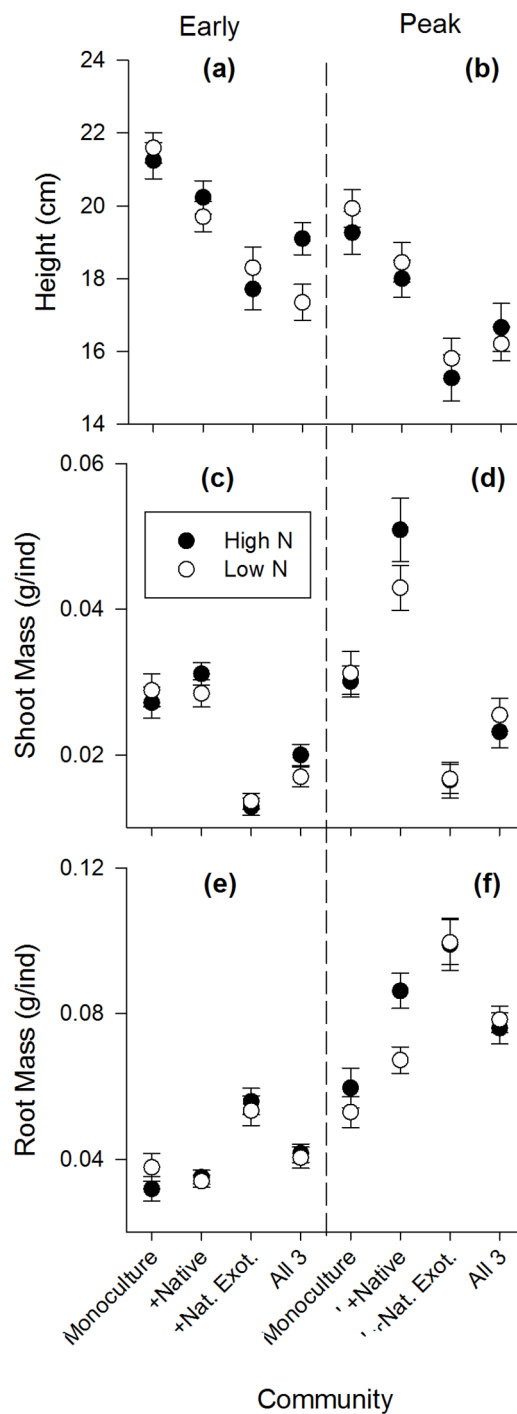 Early Peak
(a) (b)
24
22
20
18
16
14
Height (cm)
(c) (d)
0.06
0.04
0.02
Shoot Mass (g/ind)
High N
Low N
(e) (f)
0.12
0.08
0.04
Root Mass (g/ind)
Monoculture
+Native
+Nat. Exot.
All 3
Monoculture
' +Native
Nat. Exot.
All 3
Community